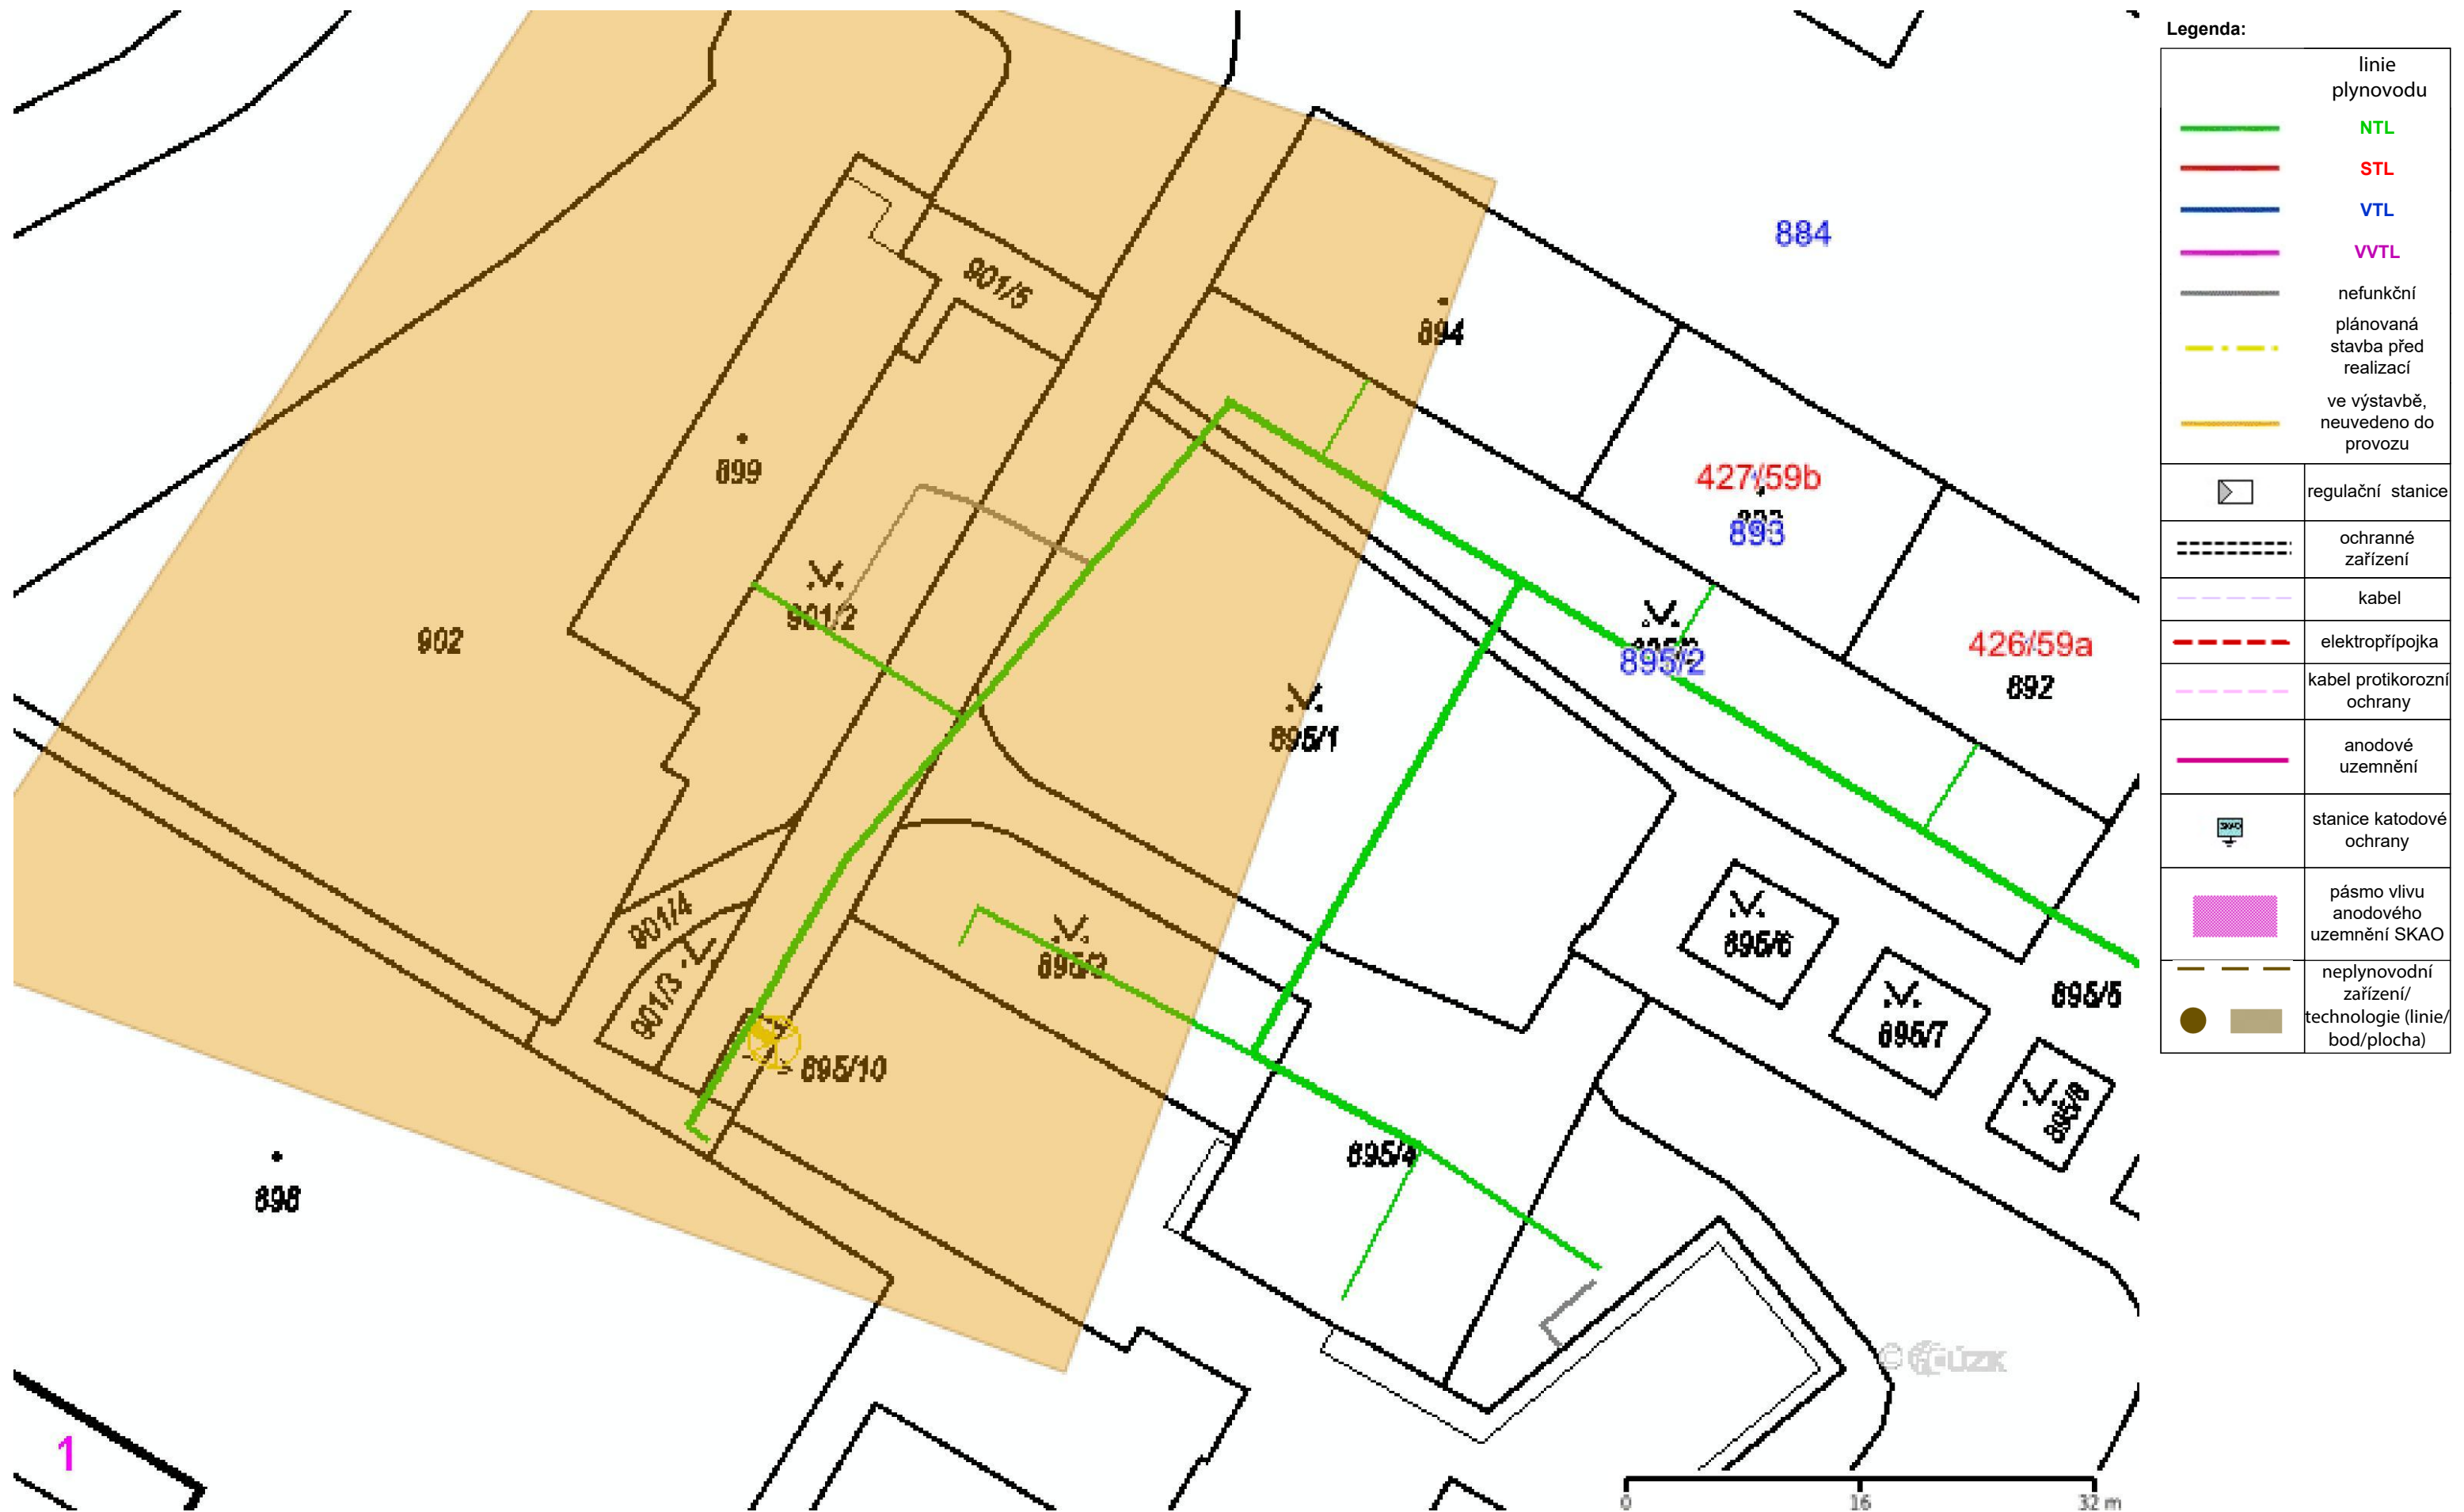 Legenda:
linie
plynovodu
NTL
STL
VTL
VVTL
nefunkční
plánovaná
stavba před
realizací
ve výstavbě,
neuvedeno do
provozu
regulační stanice
ochranné
zařízení
kabel
elektropřípojka
kabel protikorozní
ochrany
anodové
uzemnění
SKAO
stanice katodové
ochrany
pásmo vlivu
anodového
uzemnění SKAO
neplynovodní
zařízení/
technologie (linie/
bod/plocha)
884
901/5
894
899
427/59b
893
901/2
902
895/2
426/59a
892
895/1
901/4
895/3
895/6
901/3
895/7
895/5
895/10
895/8
895/4
898
©ČÚZK
1
0 16 32 m